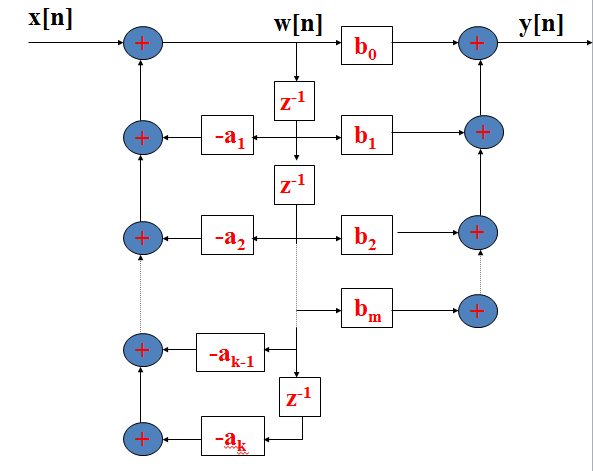 x[n] w[n] y[n]
+ b₀ +
z⁻¹
+ -a₁ b₁ +
z⁻¹
+ -a₂ b₂ +
bₘ +
+ -aₖ₋₁
z⁻¹
+ -aₖ